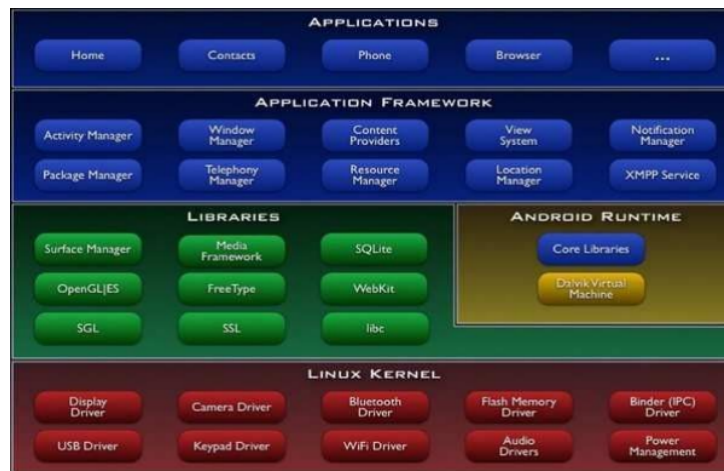 APPLICATIONS
Home
Contacts
Phone
Browser
...
APPLICATION FRAMEWORK
Activity Manager
Window
Manager
Content
Providers
View
System
Notification
Manager
Package Manager
Telephony
Manager
Resource
Manager
Location
Manager
XMPP Service
LIBRARIES
Surface Manager
Media
Framework
SQLite
OpenGL|ES
FreeType
WebKit
SGL
SSL
libc
ANDROID RUNTIME
Core Libraries
Dalvik Virtual
Machine
LINUX KERNEL
Display
Driver
Camera Driver
Bluetooth
Driver
Flash Memory
Driver
Binder (IPC)
Driver
USB Driver
Keypad Driver
WiFi Driver
Audio
Drivers
Power
Management